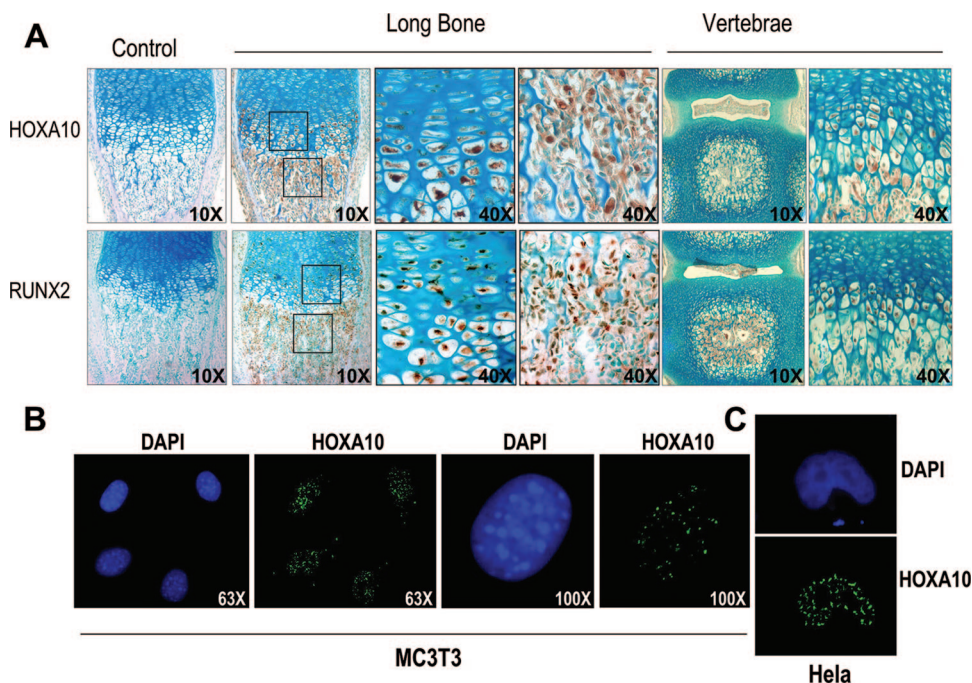 A
Control
Long Bone
Vertebrae
HOXA10
10X
10X
40X
40X
10X
40X
RUNX2
10X
10X
40X
40X
10X
40X
B
DAPI
HOXA10
DAPI
HOXA10
63X
63X
100X
100X
MC3T3
C
DAPI
HOXA10
Hela